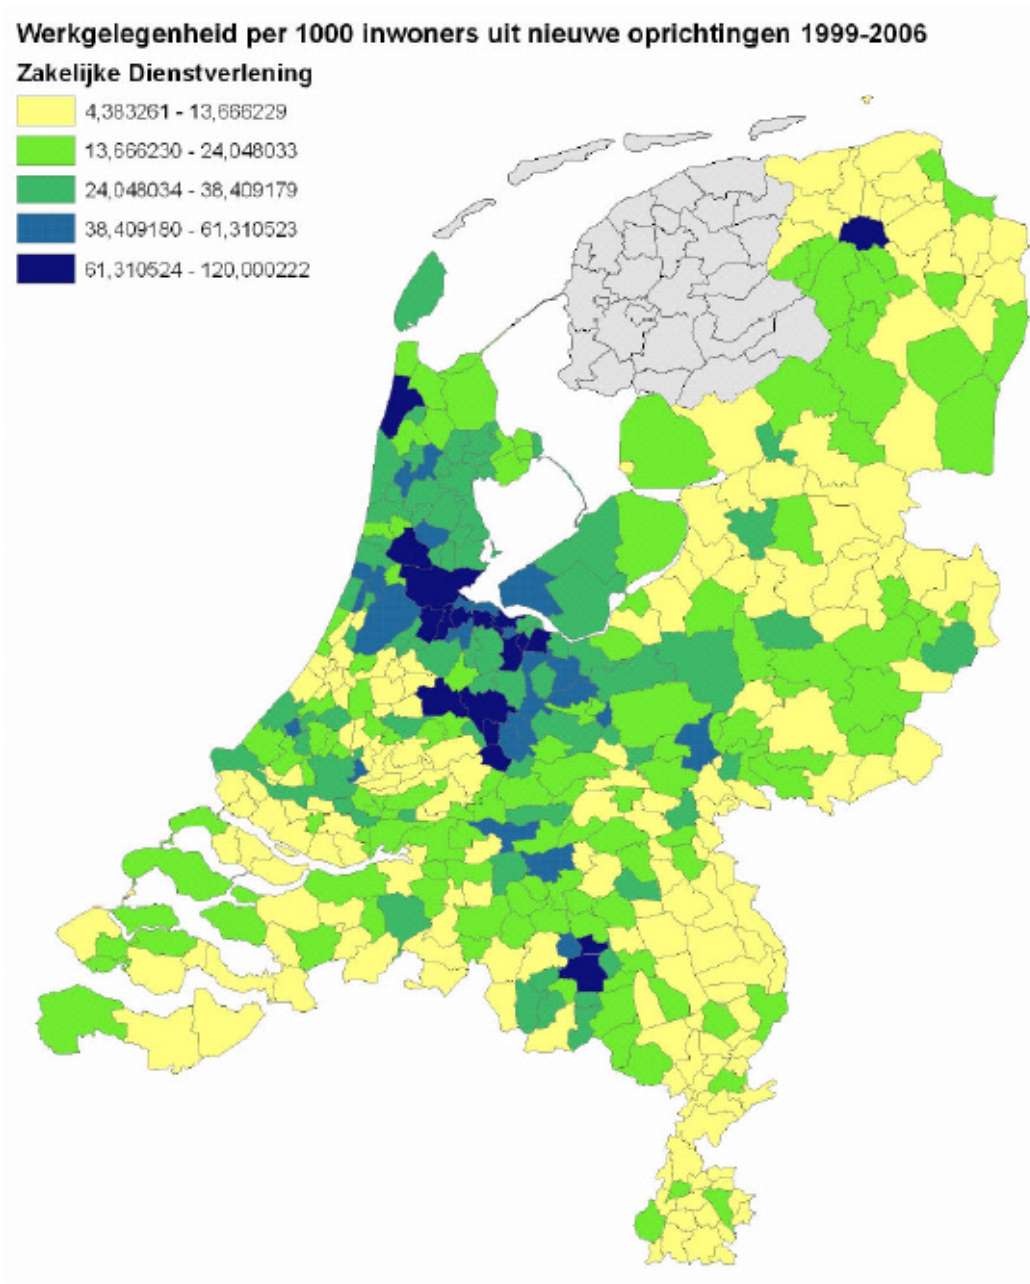 Werkgelegenheid per 1000 inwoners uit nieuwe oprichtingen 1999-2006
Zakelijke Dienstverlening
4,383261 - 13,666229
13,666230 - 24,048033
24,048034 - 38,409179
38,409180 - 61,310523
61,310524 - 120,000222